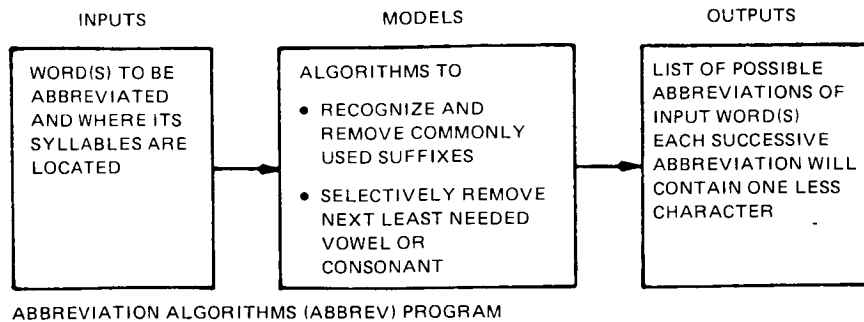 INPUTS
MODELS
OUTPUTS
WORD(S) TO BE
ABBREVIATED
AND WHERE ITS
SYLLABLES ARE
LOCATED
ALGORITHMS TO
• RECOGNIZE AND
REMOVE COMMONLY
USED SUFFIXES
• SELECTIVELY REMOVE
NEXT LEAST NEEDED
VOWEL OR
CONSONANT
LIST OF POSSIBLE
ABBREVIATIONS OF
INPUT WORD(S)
EACH SUCCESSIVE
ABBREVIATION WILL
CONTAIN ONE LESS
CHARACTER
ABBREVIATION ALGORITHMS (ABBREV) PROGRAM